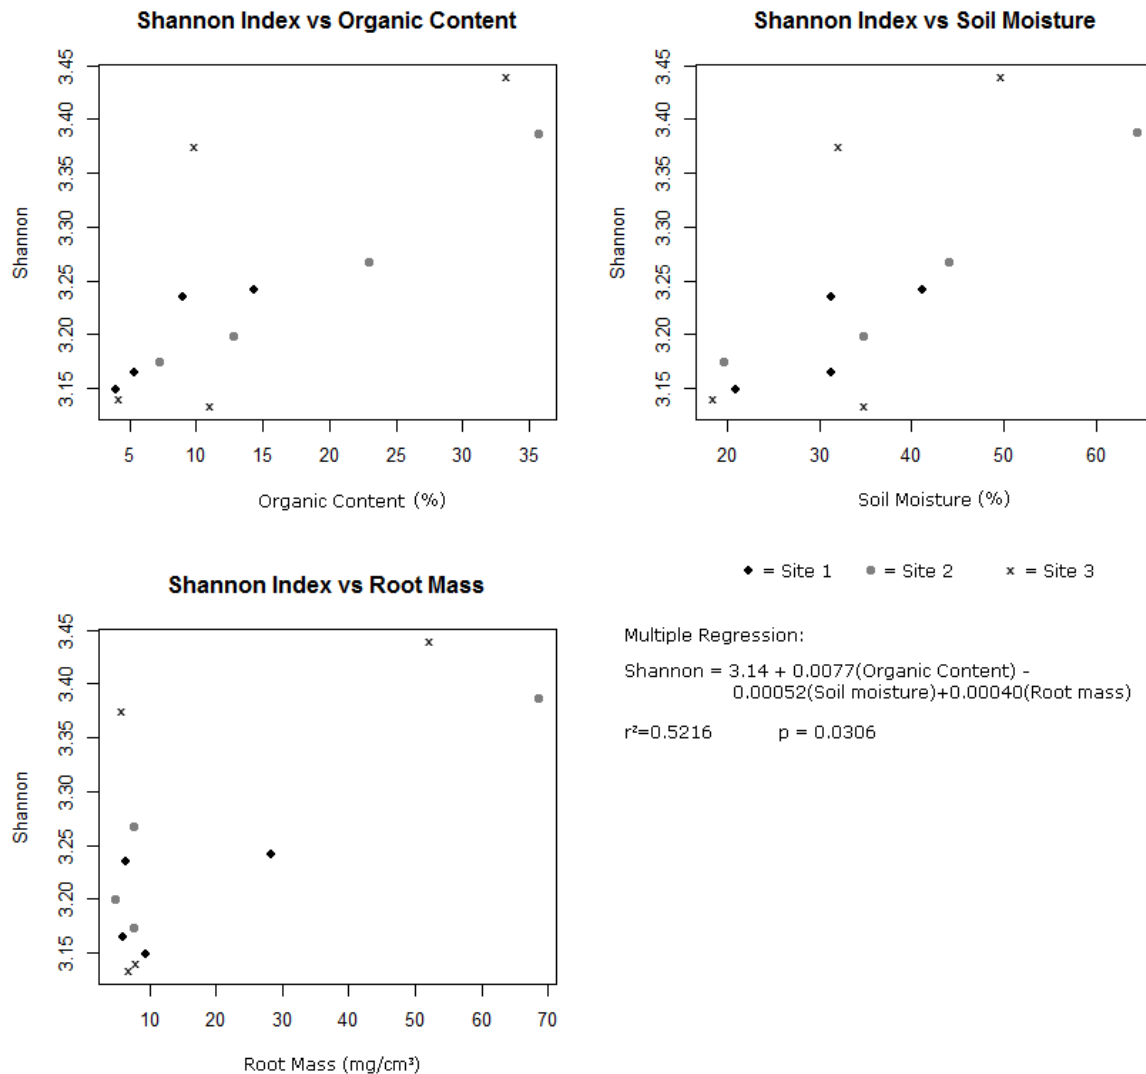 Shannon Index vs Organic Content
Shannon
3.45
3.40
3.35
3.30
3.25
3.20
3.15
5 10 15 20 25 30 35
Organic Content (%)
Shannon Index vs Soil Moisture
Shannon
3.45
3.40
3.35
3.30
3.25
3.20
3.15
20 30 40 50 60
Soil Moisture (%)
Shannon Index vs Root Mass
Shannon
3.45
3.40
3.35
3.30
3.25
3.20
3.15
10 20 30 40 50 60 70
Root Mass (mg/cm³)
= Site 1 = Site 2 x = Site 3
Multiple Regression:
Shannon = 3.14 + 0.0077(Organic Content) -
0.00052(Soil moisture)+0.00040(Root mass)
r²=0.5216 p = 0.0306